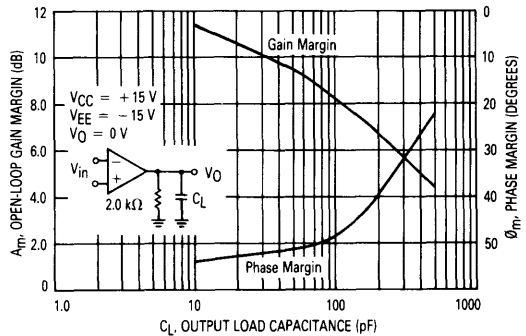 A_m, OPEN-LOOP GAIN MARGIN (dB)
12
10
8.0
6.0
4.0
2.0
0
Gain Margin
VCC = +15 V
VEE = −15 V
VO = 0 V
Vin
−
+
VO
2.0 kΩ
CL
Phase Margin
0
10
20
30
40
50
Ø_m, PHASE MARGIN (DEGREES)
1.0
10
100
1000
CL, OUTPUT LOAD CAPACITANCE (pF)